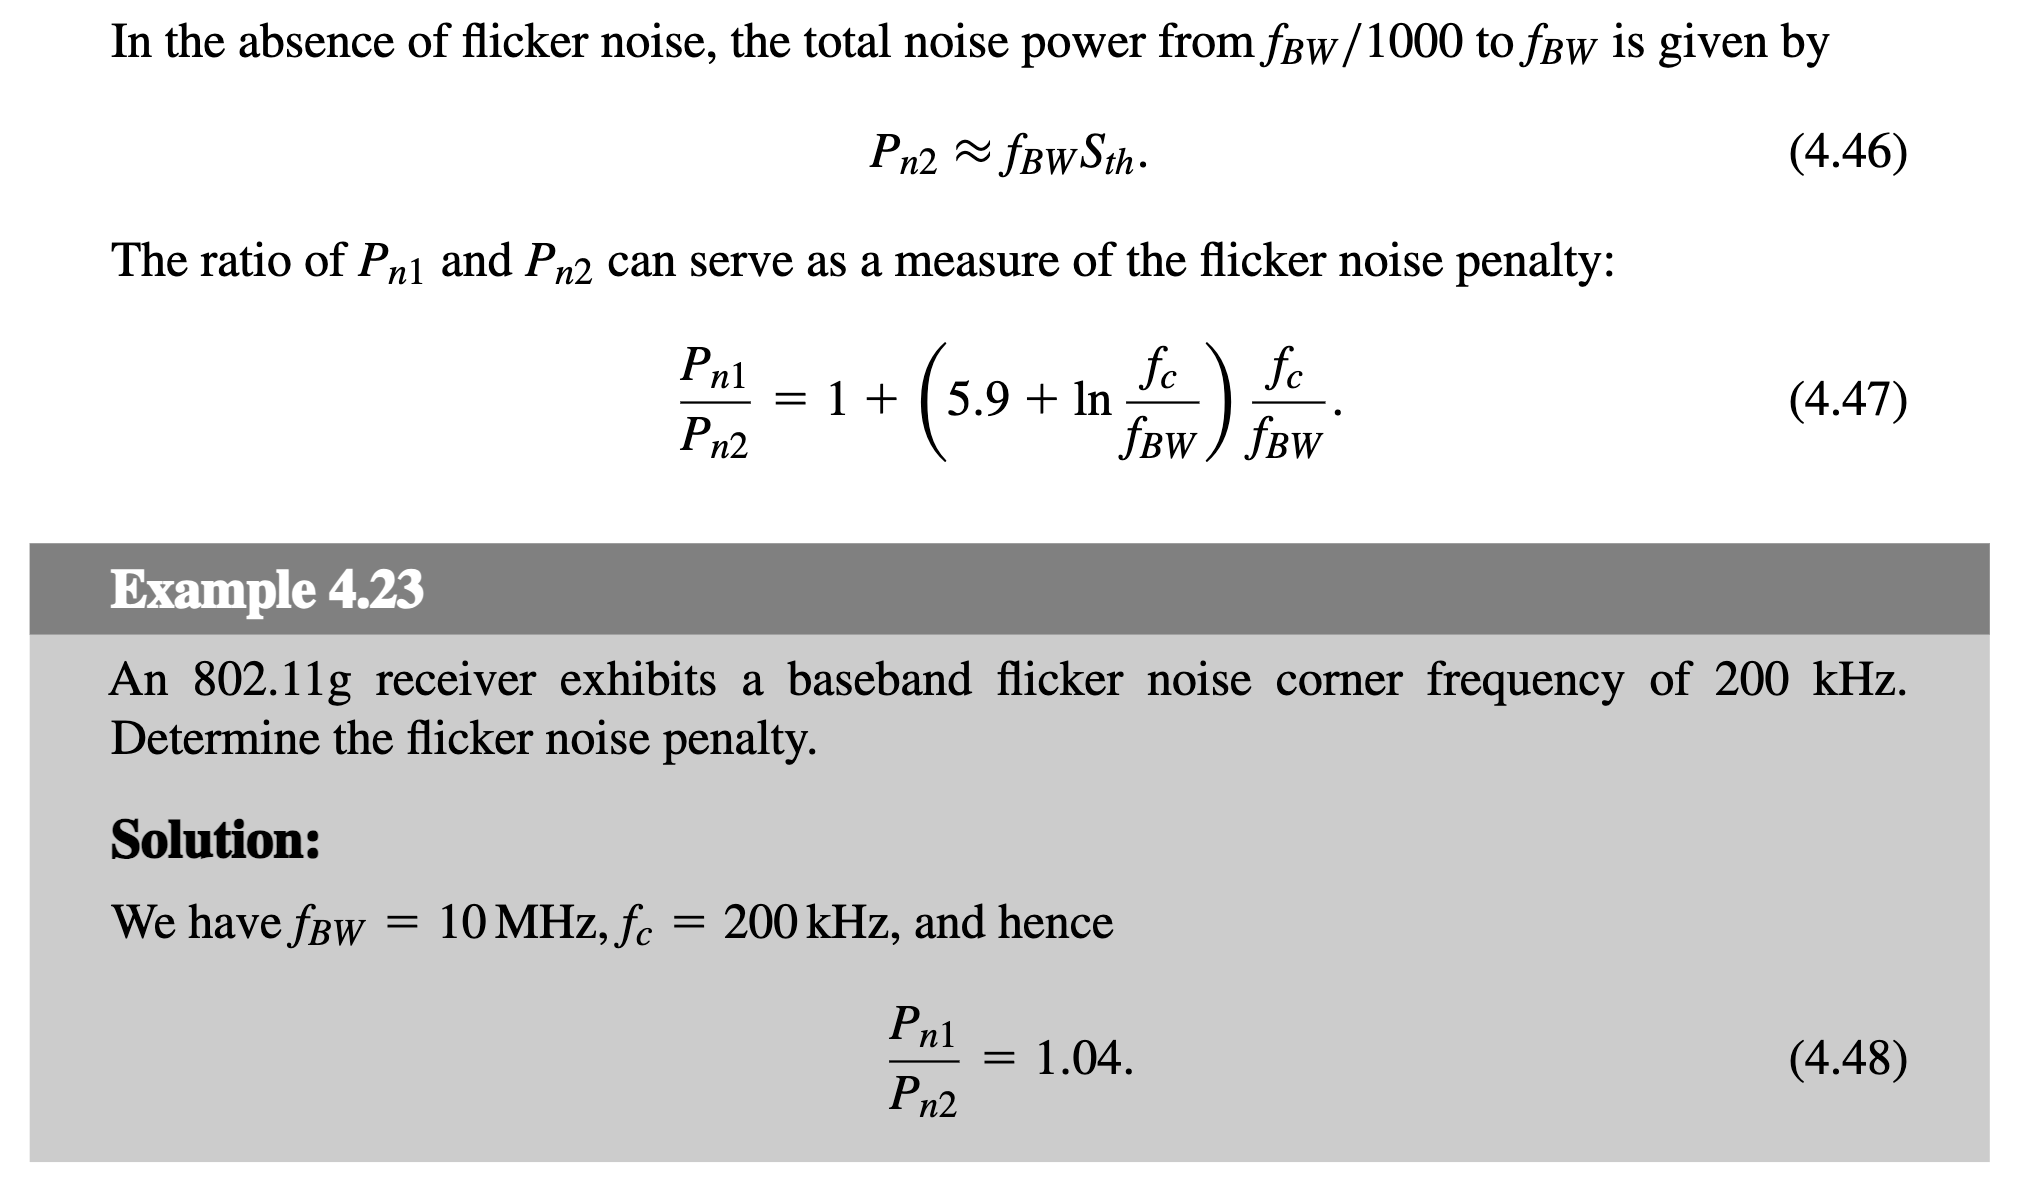 In the absence of flicker noise, the total noise power from f_BW/1000 to f_BW is given by
P_n2 ≈ f_BW S_th. (4.46)
The ratio of P_n1 and P_n2 can serve as a measure of the flicker noise penalty:
P_n1/P_n2 = 1 + (5.9 + ln f_c/f_BW) f_c/f_BW. (4.47)
Example 4.23
An 802.11g receiver exhibits a baseband flicker noise corner frequency of 200 kHz.
Determine the flicker noise penalty.
Solution:
We have f_BW = 10 MHz, f_c = 200 kHz, and hence
P_n1/P_n2 = 1.04. (4.48)